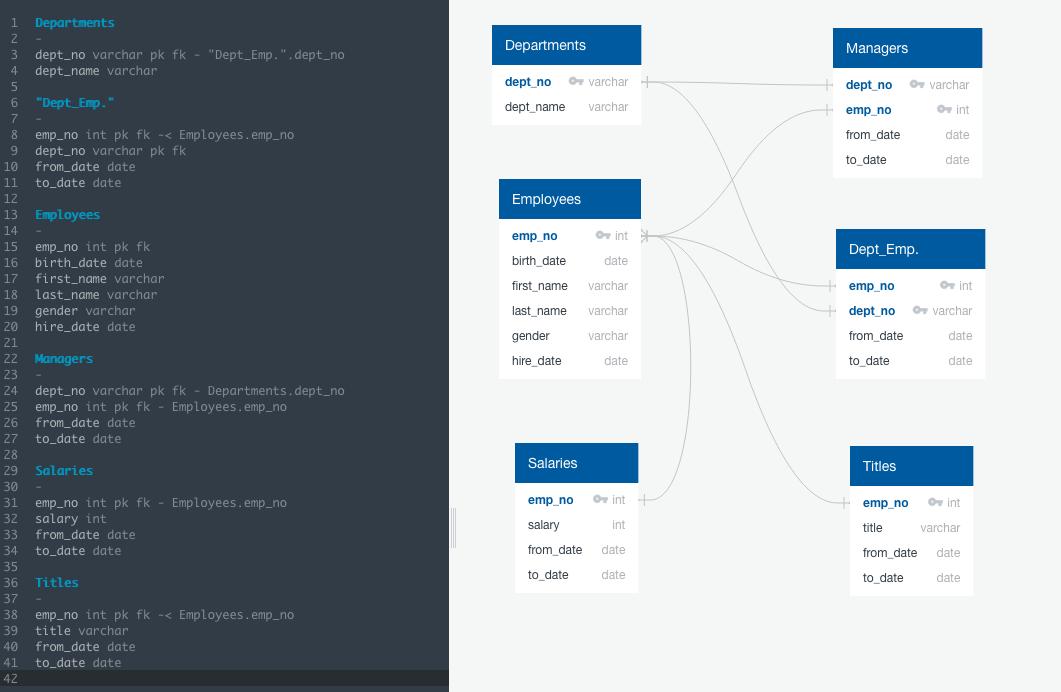 1 Departments
2 -
3 dept_no varchar pk fk - "Dept_Emp.".dept_no
4 dept_name varchar
5
6 "Dept_Emp."
7 -
8 emp_no int pk fk -< Employees.emp_no
9 dept_no varchar pk fk
10 from_date date
11 to_date date
12
13 Employees
14 -
15 emp_no int pk fk
16 birth_date date
17 first_name varchar
18 last_name varchar
19 gender varchar
20 hire_date date
21
22 Managers
23 -
24 dept_no varchar pk fk - Departments.dept_no
25 emp_no int pk fk - Employees.emp_no
26 from_date date
27 to_date date
28
29 Salaries
30 -
31 emp_no int pk fk - Employees.emp_no
32 salary int
33 from_date date
34 to_date date
35
36 Titles
37 -
38 emp_no int pk fk -< Employees.emp_no
39 title varchar
40 from_date date
41 to_date date
42
Departments
dept_no varchar
dept_name varchar
Managers
dept_no varchar
emp_no int
from_date date
to_date date
Employees
emp_no int
birth_date date
first_name varchar
last_name varchar
gender varchar
hire_date date
Dept_Emp.
emp_no int
dept_no varchar
from_date date
to_date date
Salaries
emp_no int
salary int
from_date date
to_date date
Titles
emp_no int
title varchar
from_date date
to_date date